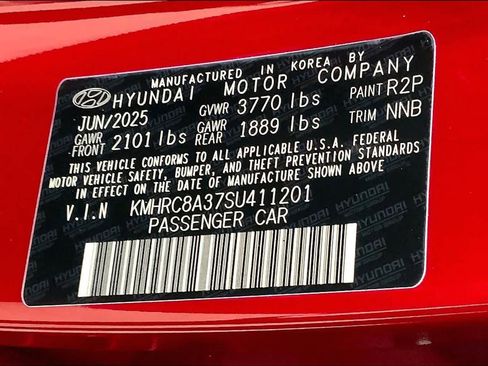 MANUFACTURED IN KOREA BY
HYUNDAI MOTOR COMPANY
JUN/2025 GVWR 3770 lbs PAINT R2P
GAWR FRONT 2101 lbs GAWR REAR 1889 lbs TRIM NNB
THIS VEHICLE CONFORMS TO ALL APPLICABLE U.S.A. FEDERAL
MOTOR VEHICLE SAFETY, BUMPER, AND THEFT PREVENTION STANDARDS
IN EFFECT ON THE DATE OF MANUFACTURE SHOWN ABOVE.
V.I.N KMHRC8A37SU411201
PASSENGER CAR